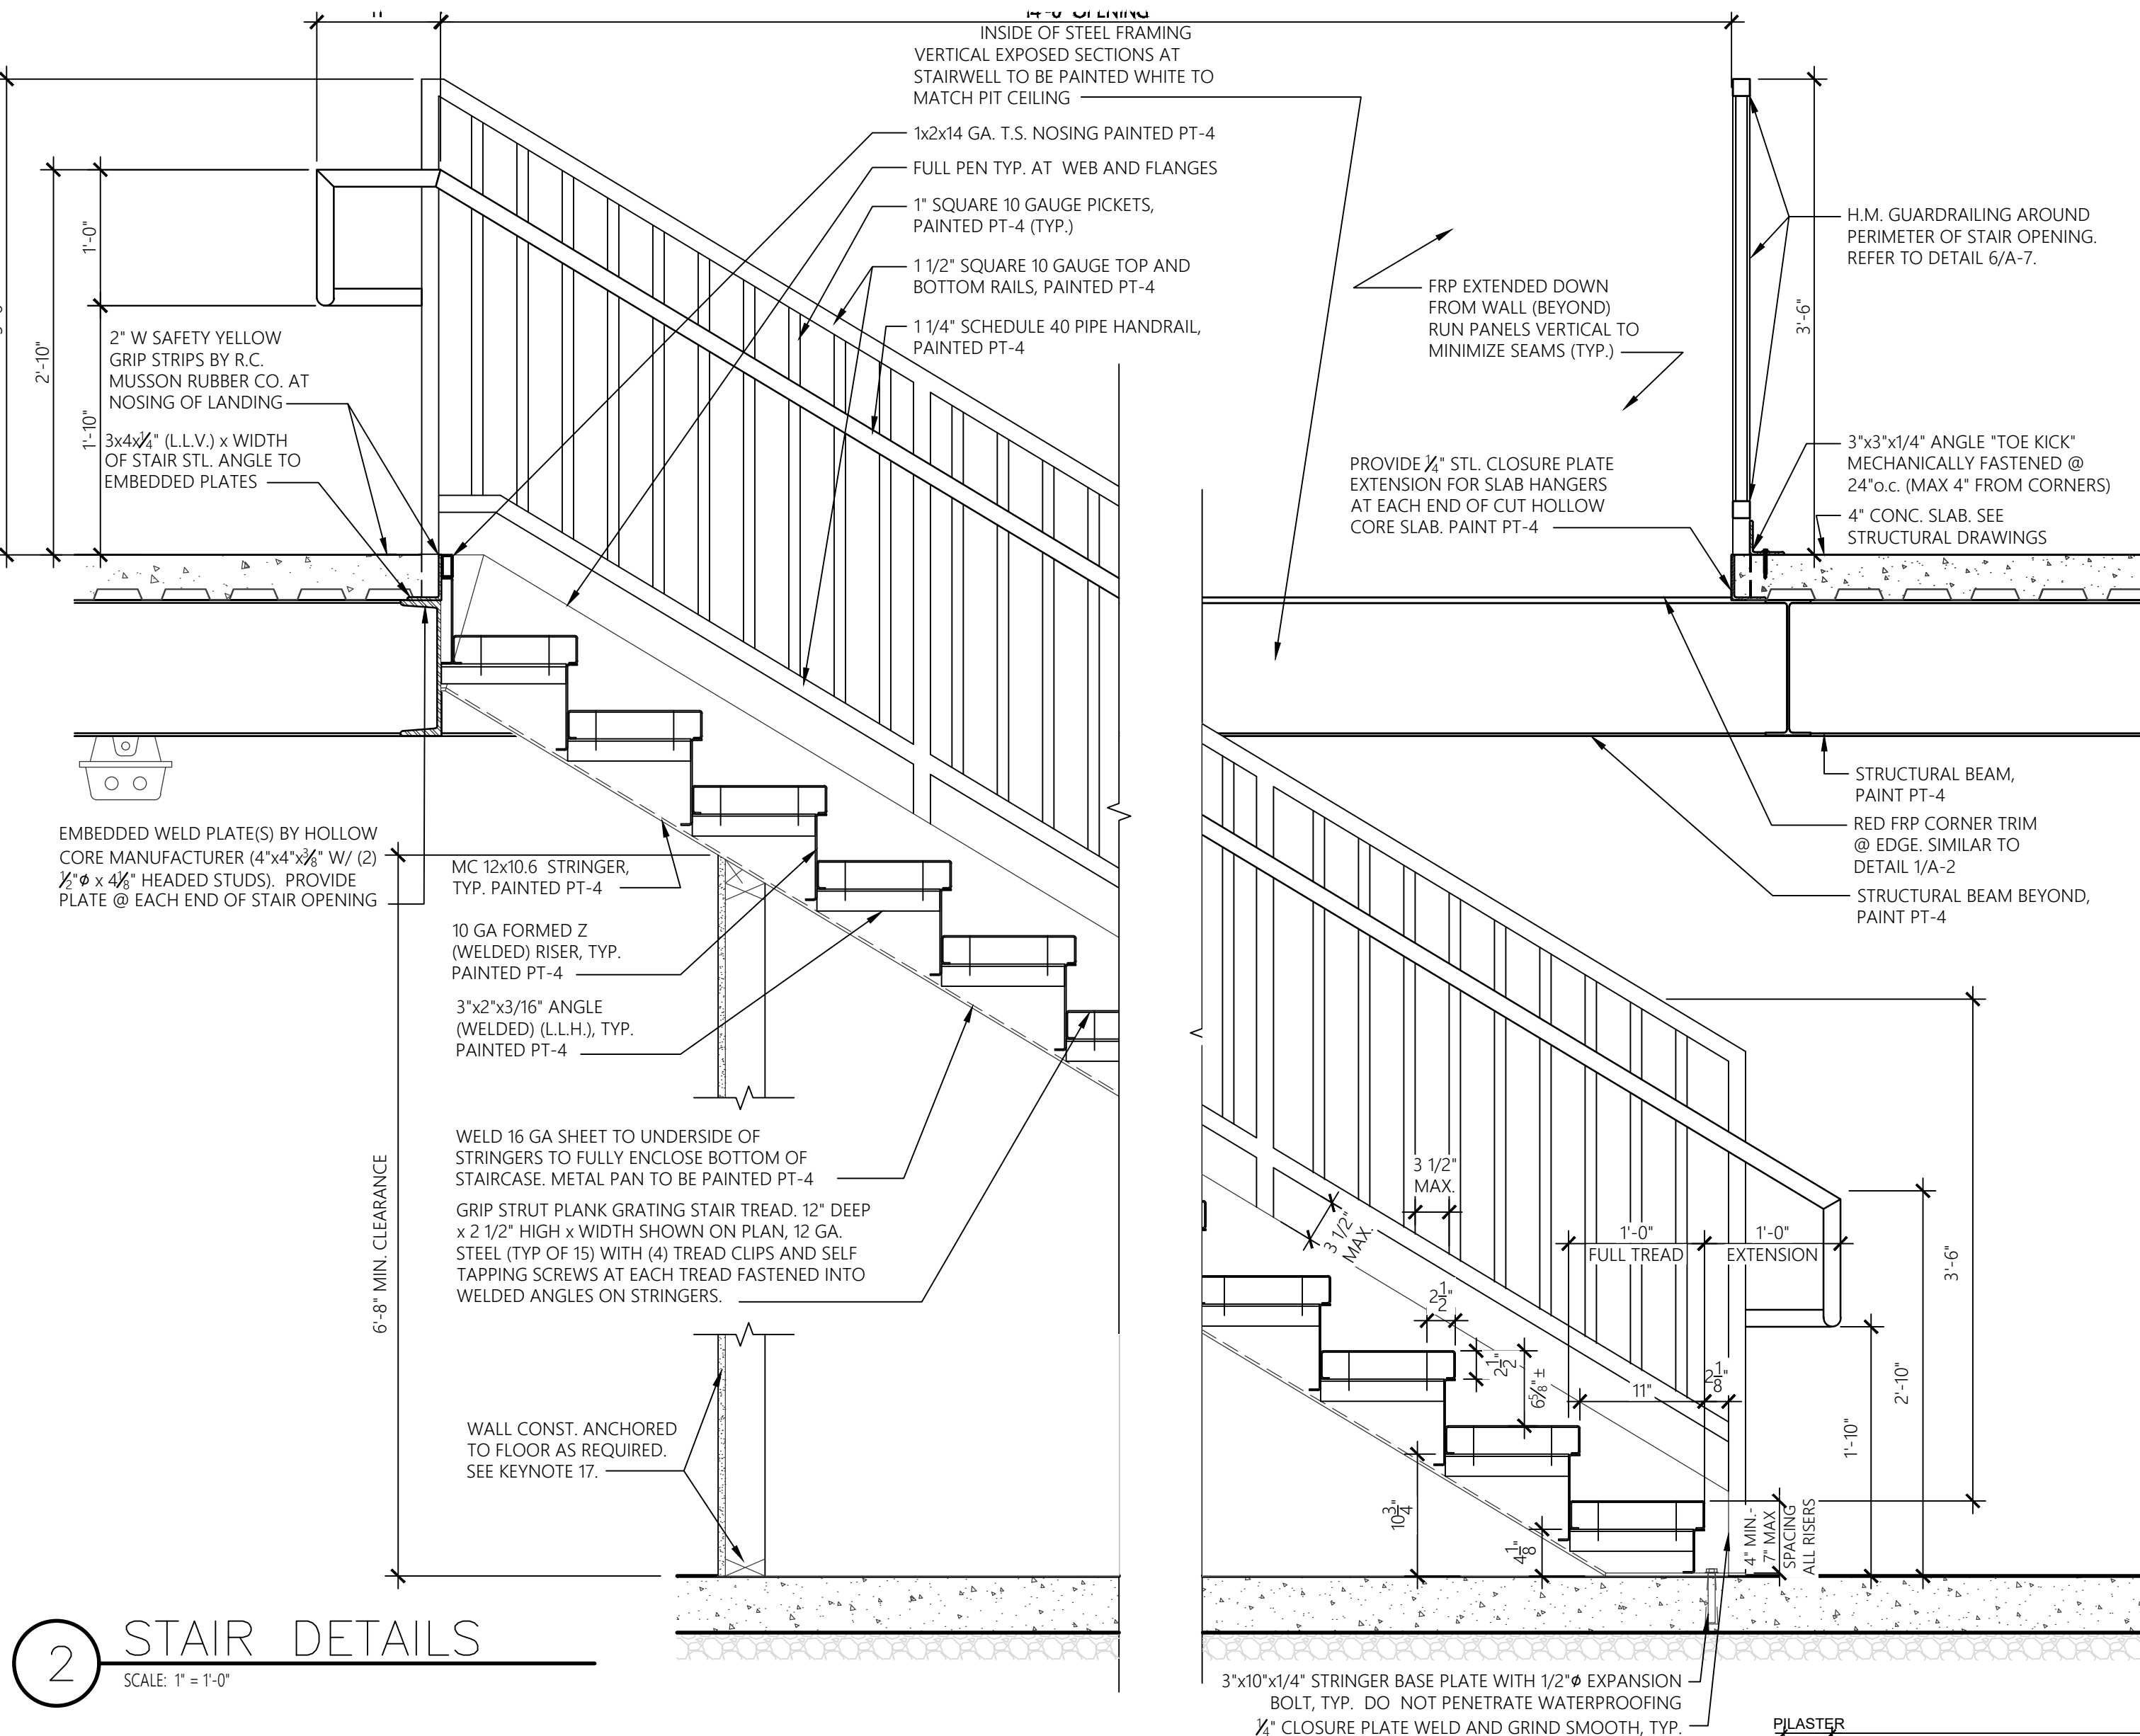 14'-0" OPENING
INSIDE OF STEEL FRAMING
VERTICAL EXPOSED SECTIONS AT
STAIRWELL TO BE PAINTED WHITE TO
MATCH PIT CEILING
1x2x14 GA. T.S. NOSING PAINTED PT-4
FULL PEN TYP. AT WEB AND FLANGES
1" SQUARE 10 GAUGE PICKETS,
PAINTED PT-4 (TYP.)
1 1/2" SQUARE 10 GAUGE TOP AND
BOTTOM RAILS, PAINTED PT-4
1 1/4" SCHEDULE 40 PIPE HANDRAIL,
PAINTED PT-4
2'-10"
1'-0"
1'-10"
2" W SAFETY YELLOW
GRIP STRIPS BY R.C.
MUSSON RUBBER CO. AT
NOSING OF LANDING
3x4x1/4" (L.L.V.) x WIDTH
OF STAIR STL. ANGLE TO
EMBEDDED PLATES
FRP EXTENDED DOWN
FROM WALL (BEYOND)
RUN PANELS VERTICAL TO
MINIMIZE SEAMS (TYP.)
PROVIDE 1/4" STL. CLOSURE PLATE
EXTENSION FOR SLAB HANGERS
AT EACH END OF CUT HOLLOW
CORE SLAB. PAINT PT-4
3'-6"
H.M. GUARDRAILING AROUND
PERIMETER OF STAIR OPENING.
REFER TO DETAIL 6/A-7.
3"x3"x1/4" ANGLE "TOE KICK"
MECHANICALLY FASTENED @
24"o.c. (MAX 4" FROM CORNERS)
4" CONC. SLAB. SEE
STRUCTURAL DRAWINGS
STRUCTURAL BEAM,
PAINT PT-4
RED FRP CORNER TRIM
@ EDGE. SIMILAR TO
DETAIL 1/A-2
STRUCTURAL BEAM BEYOND,
PAINT PT-4
EMBEDDED WELD PLATE(S) BY HOLLOW
CORE MANUFACTURER (4"x4"x3/8" W/ (2)
1/2"ø x 4 1/8" HEADED STUDS). PROVIDE
PLATE @ EACH END OF STAIR OPENING
MC 12x10.6 STRINGER,
TYP. PAINTED PT-4
10 GA FORMED Z
(WELDED) RISER, TYP.
PAINTED PT-4
3"x2"x3/16" ANGLE
(WELDED) (L.L.H.), TYP.
PAINTED PT-4
6'-8" MIN. CLEARANCE
WELD 16 GA SHEET TO UNDERSIDE OF
STRINGERS TO FULLY ENCLOSE BOTTOM OF
STAIRCASE. METAL PAN TO BE PAINTED PT-4
GRIP STRUT PLANK GRATING STAIR TREAD. 12" DEEP
x 2 1/2" HIGH x WIDTH SHOWN ON PLAN, 12 GA.
STEEL (TYP OF 15) WITH (4) TREAD CLIPS AND SELF
TAPPING SCREWS AT EACH TREAD FASTENED INTO
WELDED ANGLES ON STRINGERS.
WALL CONST. ANCHORED
TO FLOOR AS REQUIRED.
SEE KEYNOTE 17.
3 1/2"
MAX.
3 1/2"
MAX.
1'-0"
FULL TREAD
1'-0"
EXTENSION
2 1/2"
2 1/2"
6 5/8" ±
11"
2 1/8"
10 3/4"
4 1/8"
4" MIN.-
7" MAX
SPACING
ALL RISERS
1'-10"
2'-10"
3'-6"
3"x10"x1/4" STRINGER BASE PLATE WITH 1/2"ø EXPANSION
BOLT, TYP. DO NOT PENETRATE WATERPROOFING
1/4" CLOSURE PLATE WELD AND GRIND SMOOTH, TYP.
2
STAIR DETAILS
SCALE: 1" = 1'-0"
PILASTER